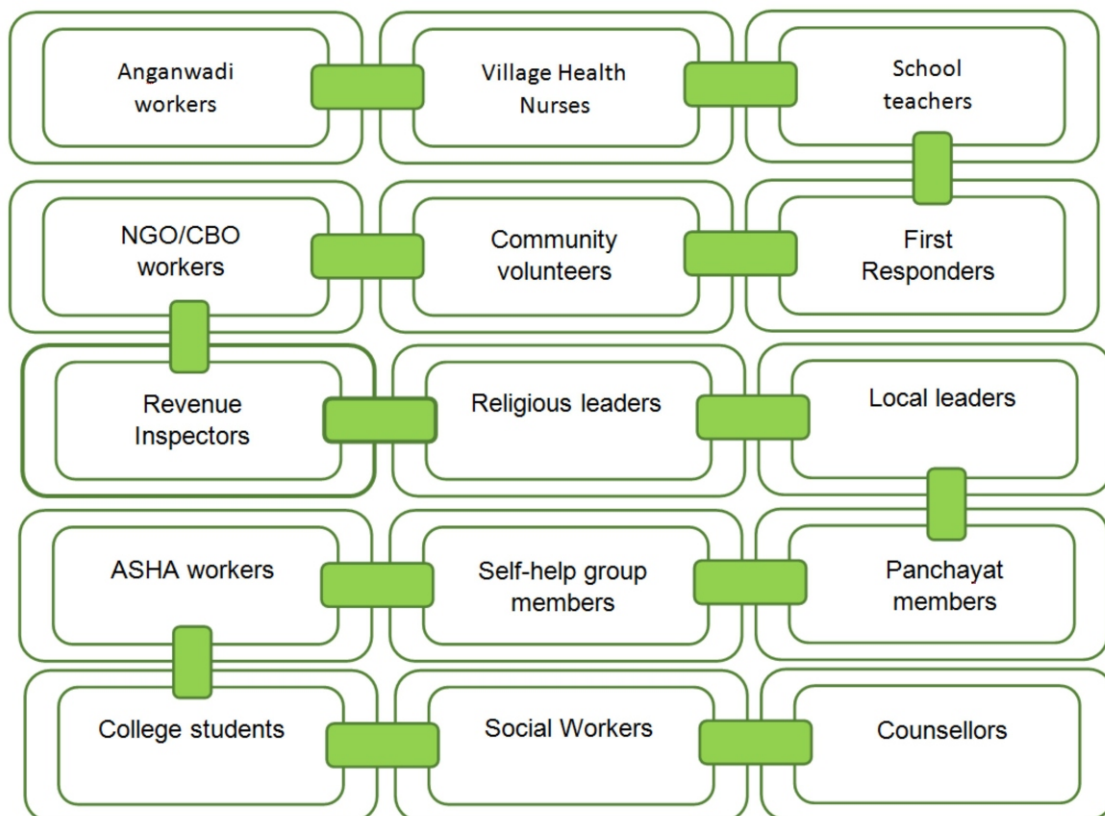 Anganwadi
workers
Village Health
Nurses
School
teachers
NGO/CBO
workers
Community
volunteers
First
Responders
Revenue
Inspectors
Religious leaders
Local leaders
ASHA workers
Self-help group
members
Panchayat
members
College students
Social Workers
Counsellors